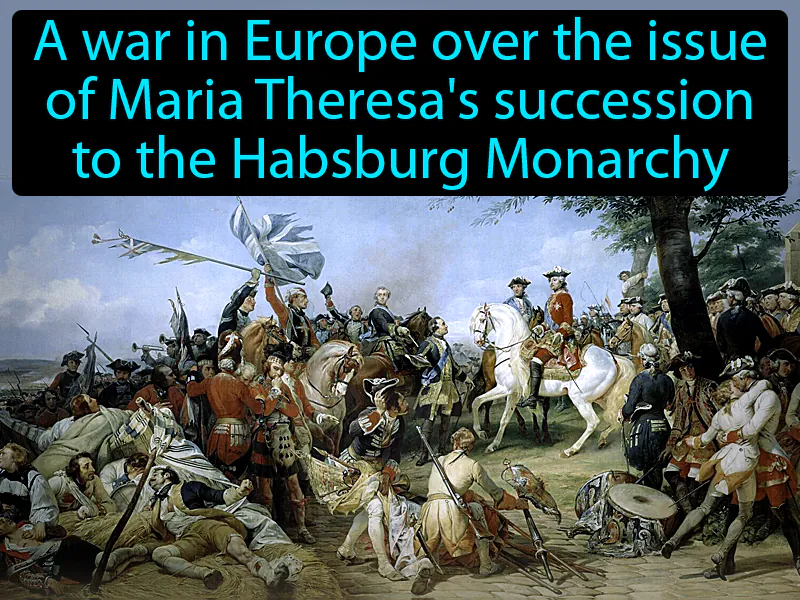 A war in Europe over the issue
of Maria Theresa's succession
to the Habsburg Monarchy